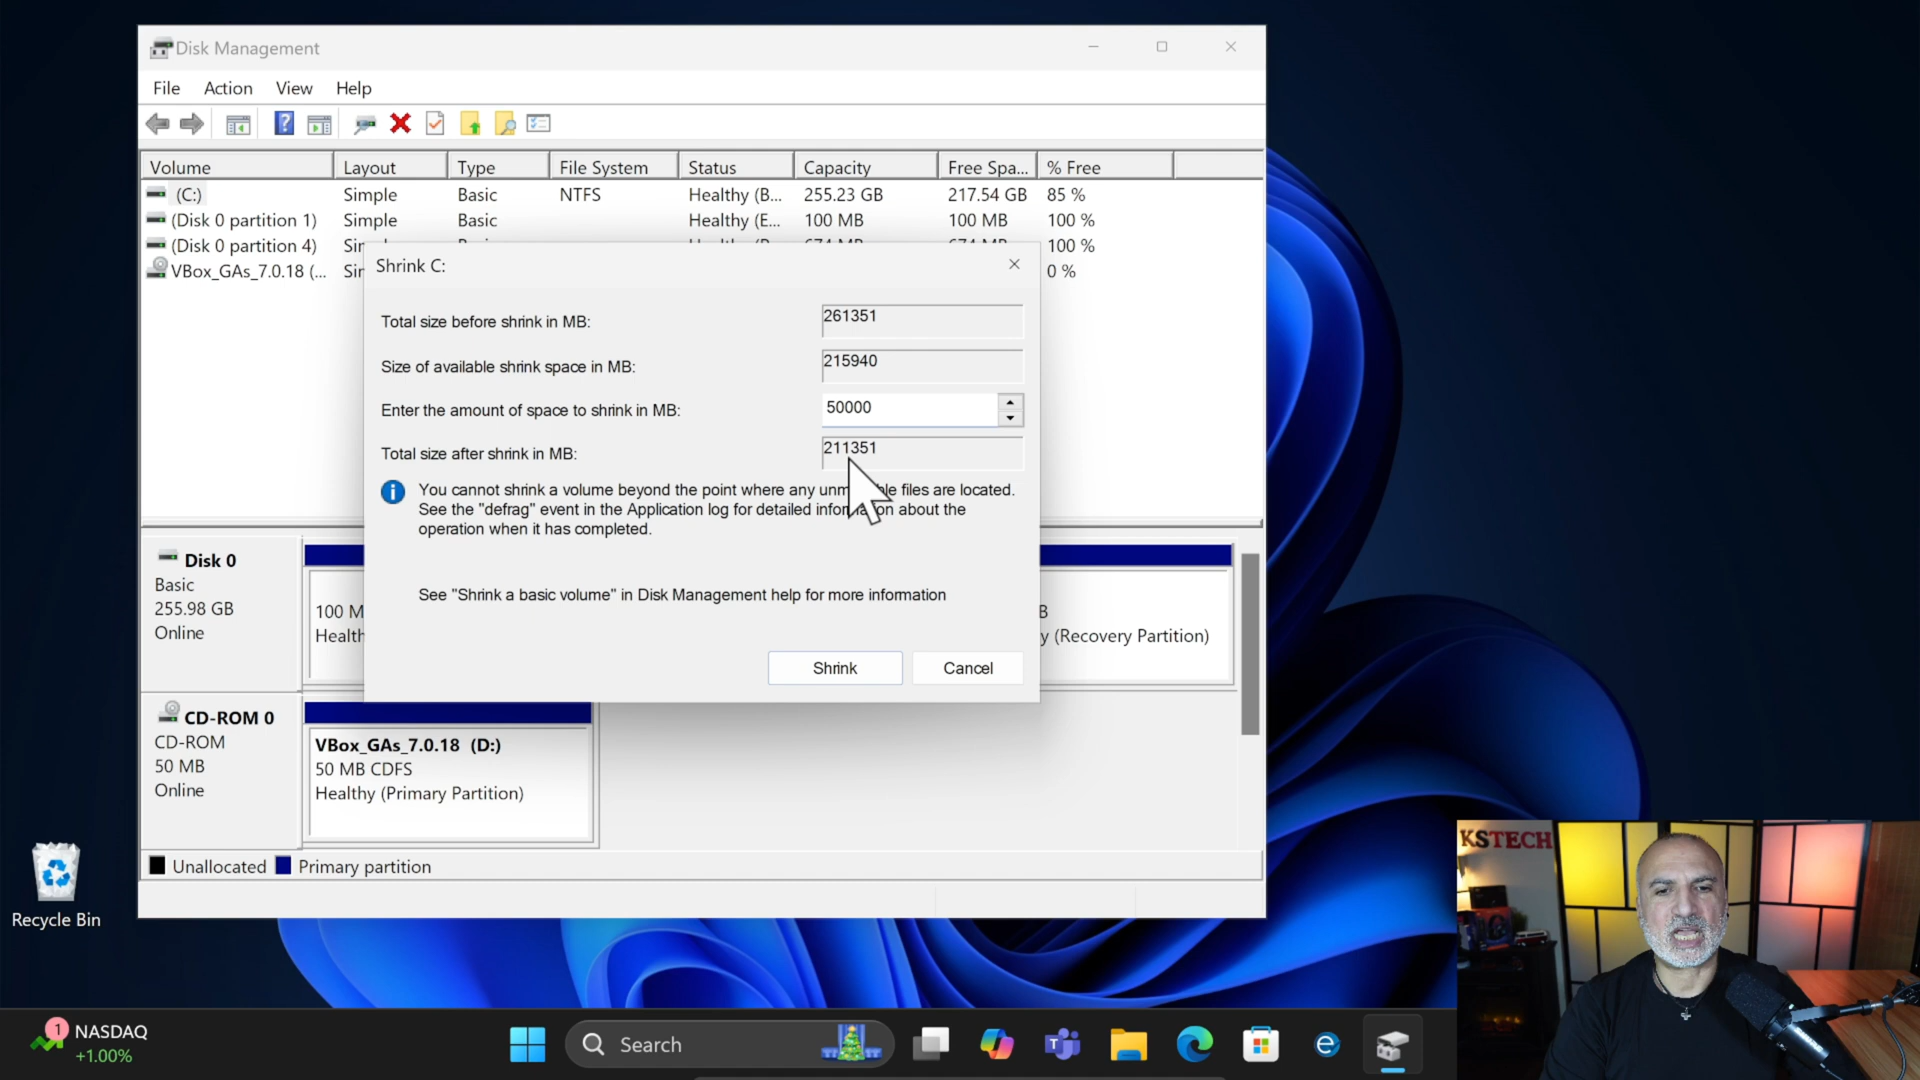 Disk Management
File Action View Help
Volume Layout Type File System Status Capacity Free Spa... % Free
(C:) Simple Basic NTFS Healthy (B... 255.23 GB 217.54 GB 85 %
(Disk 0 partition 1) Simple Basic Healthy (E... 100 MB 100 MB 100 %
(Disk 0 partition 4) 100 %
VBox_GAs_7.0.18 (... 0 %
Shrink C:
Total size before shrink in MB: 261351
Size of available shrink space in MB: 215940
Enter the amount of space to shrink in MB: 50000
Total size after shrink in MB: 211351
You cannot shrink a volume beyond the point where any files are located.
See the "defrag" event in the Application log for detailed about the
operation when it has completed.
See "Shrink a basic volume" in Disk Management help for more information
Shrink Cancel
Disk 0
Basic
255.98 GB
Online
100 M
Health
B
y (Recovery Partition)
CD-ROM 0
CD-ROM
50 MB
Online
VBox_GAs_7.0.18 (D:)
50 MB CDFS
Healthy (Primary Partition)
Unallocated Primary partition
Recycle Bin
KSTECH
1
NASDAQ
+1.00%
Search